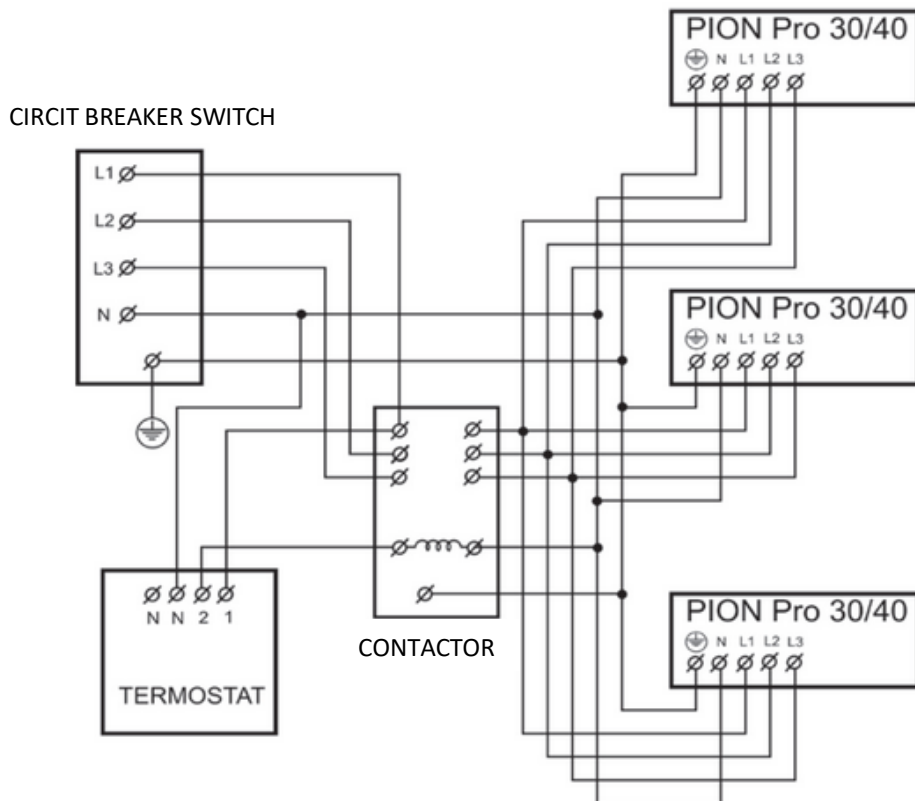 PION Pro 30/40
N L1 L2 L3
CIRCIT BREAKER SWITCH
L1
L2
L3
N
PION Pro 30/40
N L1 L2 L3
N N 2 1
TERMOSTAT
CONTACTOR
PION Pro 30/40
N L1 L2 L3